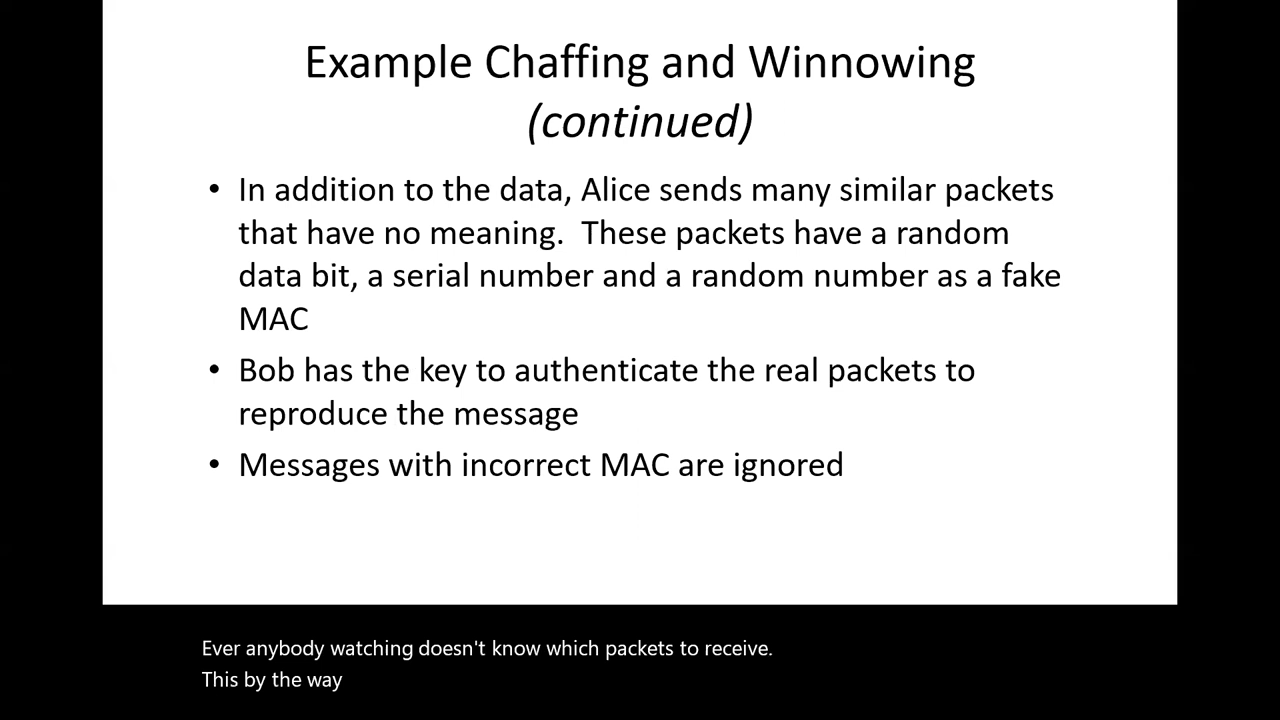 Example Chaffing and Winnowing
(continued)
• In addition to the data, Alice sends many similar packets
that have no meaning.  These packets have a random
data bit, a serial number and a random number as a fake
MAC
• Bob has the key to authenticate the real packets to
reproduce the message
• Messages with incorrect MAC are ignored
Ever anybody watching doesn't know which packets to receive.
This by the way